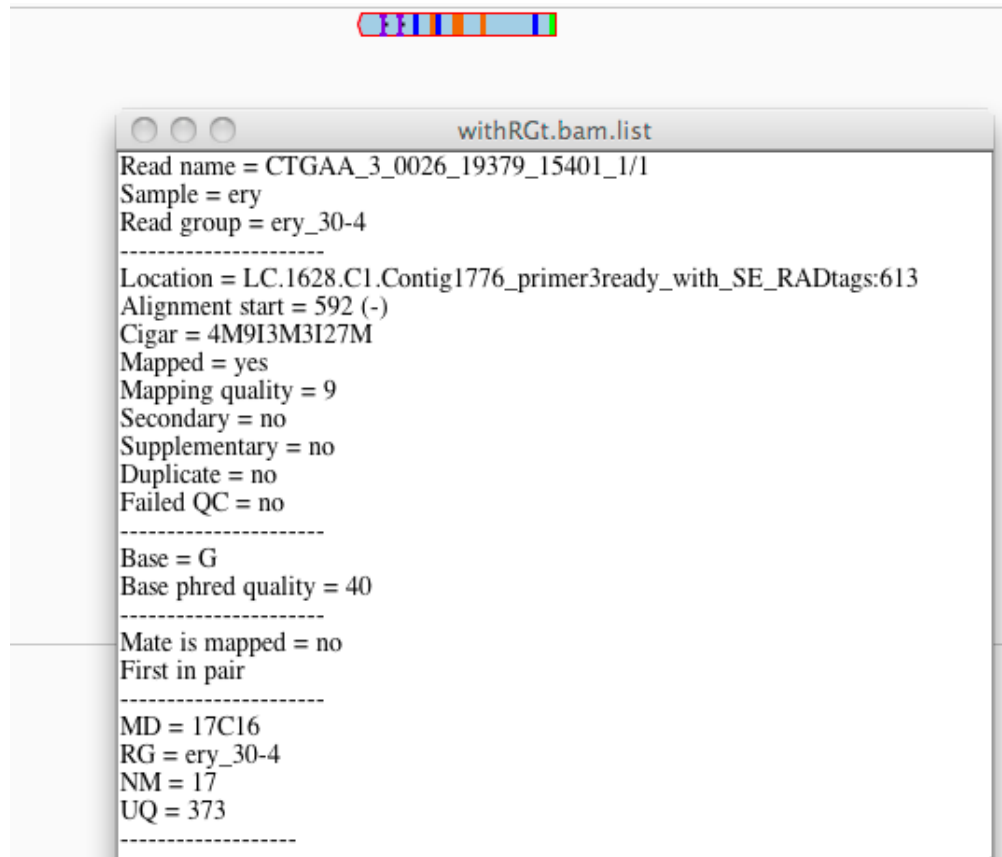 withRGt.bam.list
Read name = CTGAA_3_0026_19379_15401_1/1
Sample = ery
Read group = ery_30-4
----------------------
Location = LC.1628.C1.Contig1776_primer3ready_with_SE_RADtags:613
Alignment start = 592 (-)
Cigar = 4M9I3M3I27M
Mapped = yes
Mapping quality = 9
Secondary = no
Supplementary = no
Duplicate = no
Failed QC = no
----------------------
Base = G
Base phred quality = 40
----------------------
Mate is mapped = no
First in pair
----------------------
MD = 17C16
RG = ery_30-4
NM = 17
UQ = 373
-------------------